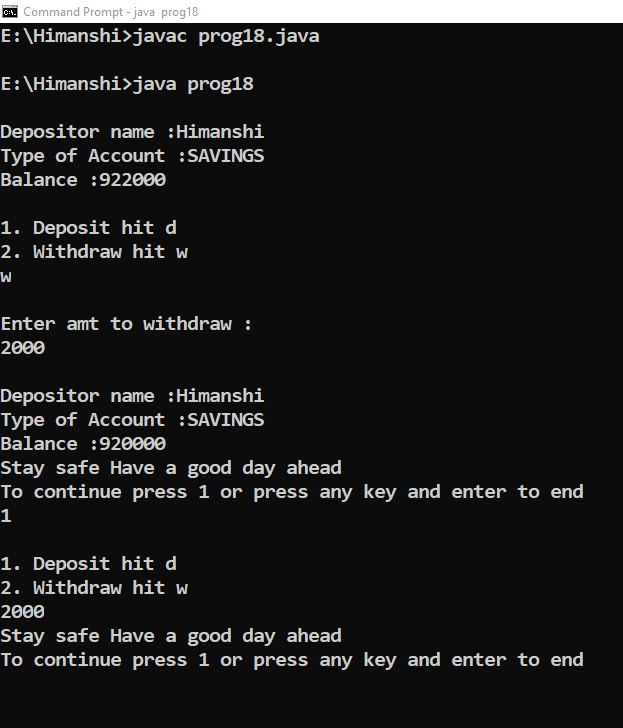 Command Prompt - java  prog18
E:\Himanshi>javac prog18.java
E:\Himanshi>java prog18
Depositor name :Himanshi
Type of Account :SAVINGS
Balance :922000
1. Deposit hit d
2. Withdraw hit w
w
Enter amt to withdraw :
2000
Depositor name :Himanshi
Type of Account :SAVINGS
Balance :920000
Stay safe Have a good day ahead
To continue press 1 or press any key and enter to end
1
1. Deposit hit d
2. Withdraw hit w
2000
Stay safe Have a good day ahead
To continue press 1 or press any key and enter to end